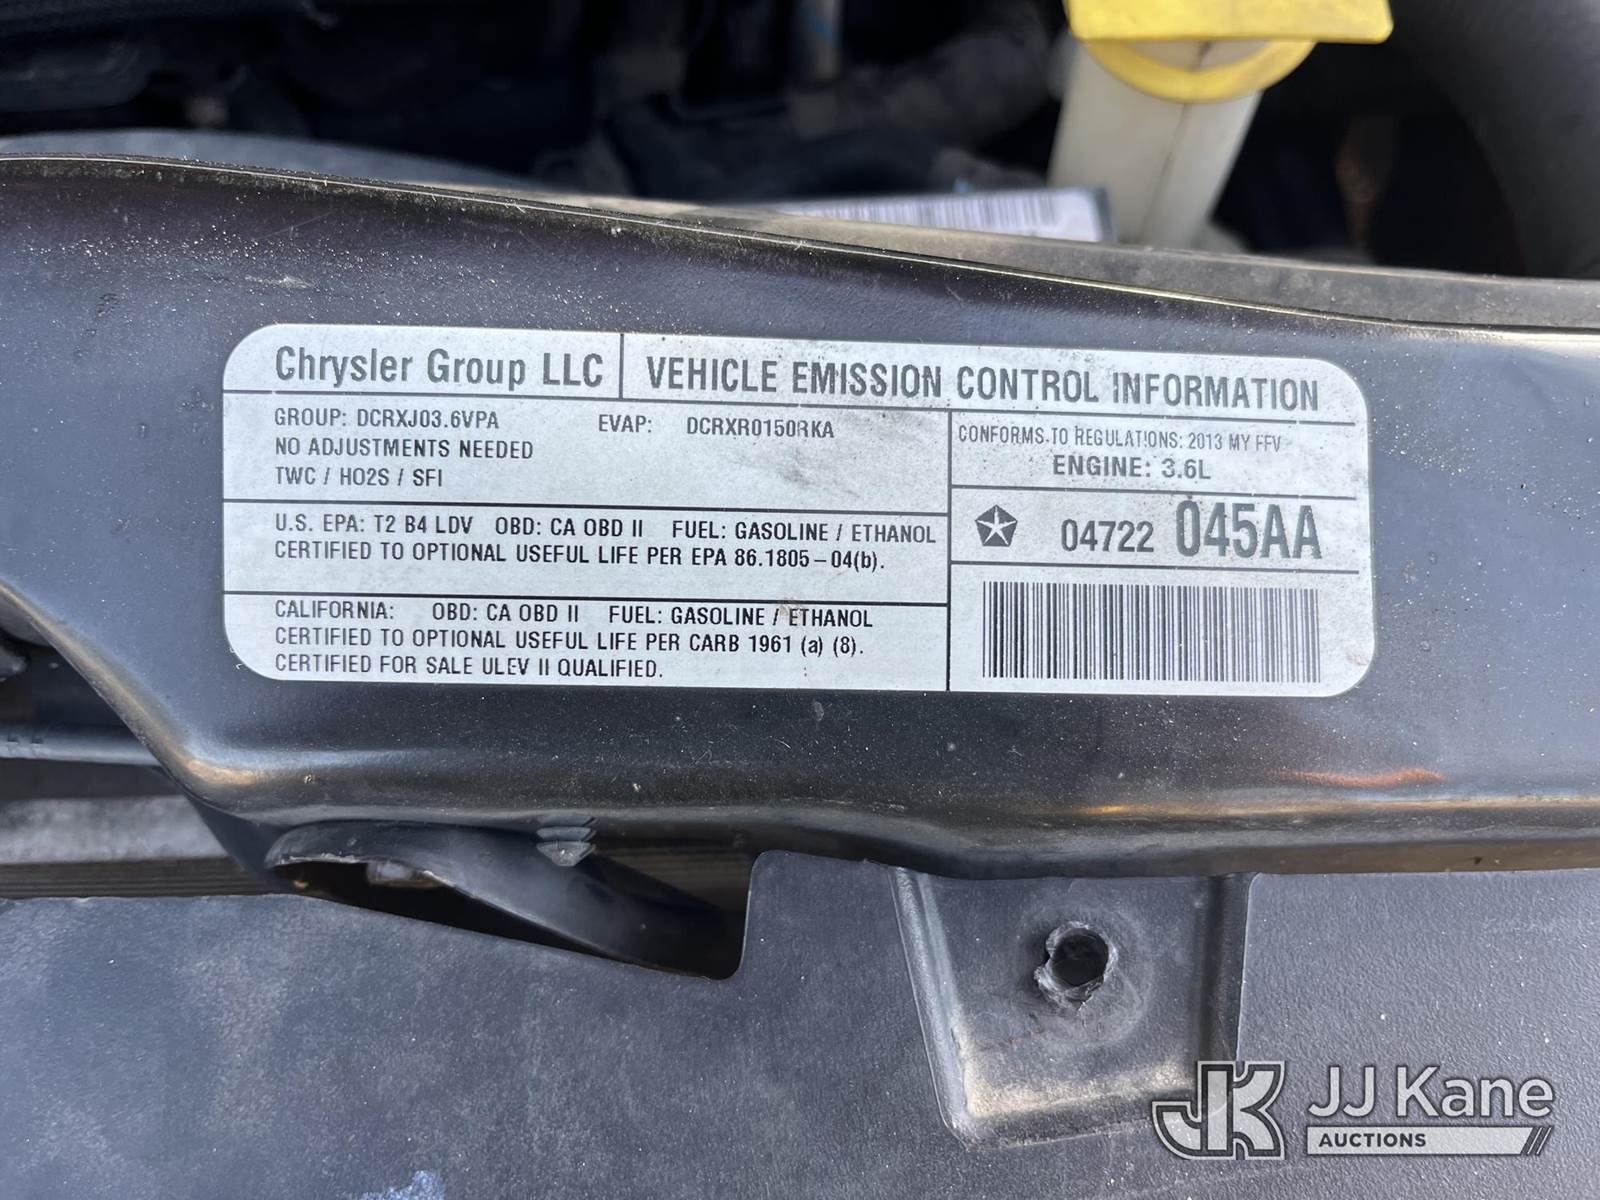 Chrysler Group LLC
VEHICLE EMISSION CONTROL INFORMATION
GROUP: DCRXJ03.6VPA EVAP: DCRXR0150RKA
NO ADJUSTMENTS NEEDED
TWC / HO2S / SFI
CONFORMS TO REGULATIONS: 2013 MY FFV
ENGINE: 3.6L
U.S. EPA: T2 B4 LDV OBD: CA OBD II FUEL: GASOLINE / ETHANOL
CERTIFIED TO OPTIONAL USEFUL LIFE PER EPA 86.1805-04(b).
04722 045AA
CALIFORNIA: OBD: CA OBD II FUEL: GASOLINE / ETHANOL
CERTIFIED TO OPTIONAL USEFUL LIFE PER CARB 1961 (a) (8).
CERTIFIED FOR SALE ULEV II QUALIFIED.
JK
JJ Kane
AUCTIONS